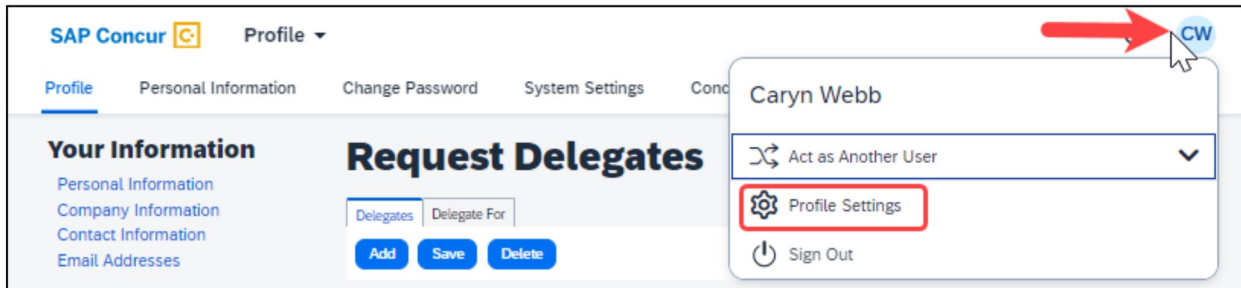 SAP Concur C Profile
CW
Profile Personal Information Change Password System Settings Conc
Caryn Webb
Your Information
Personal Information
Company Information
Contact Information
Email Addresses
Request Delegates
Delegates Delegate For
Add Save Delete
Act as Another User
Profile Settings
Sign Out